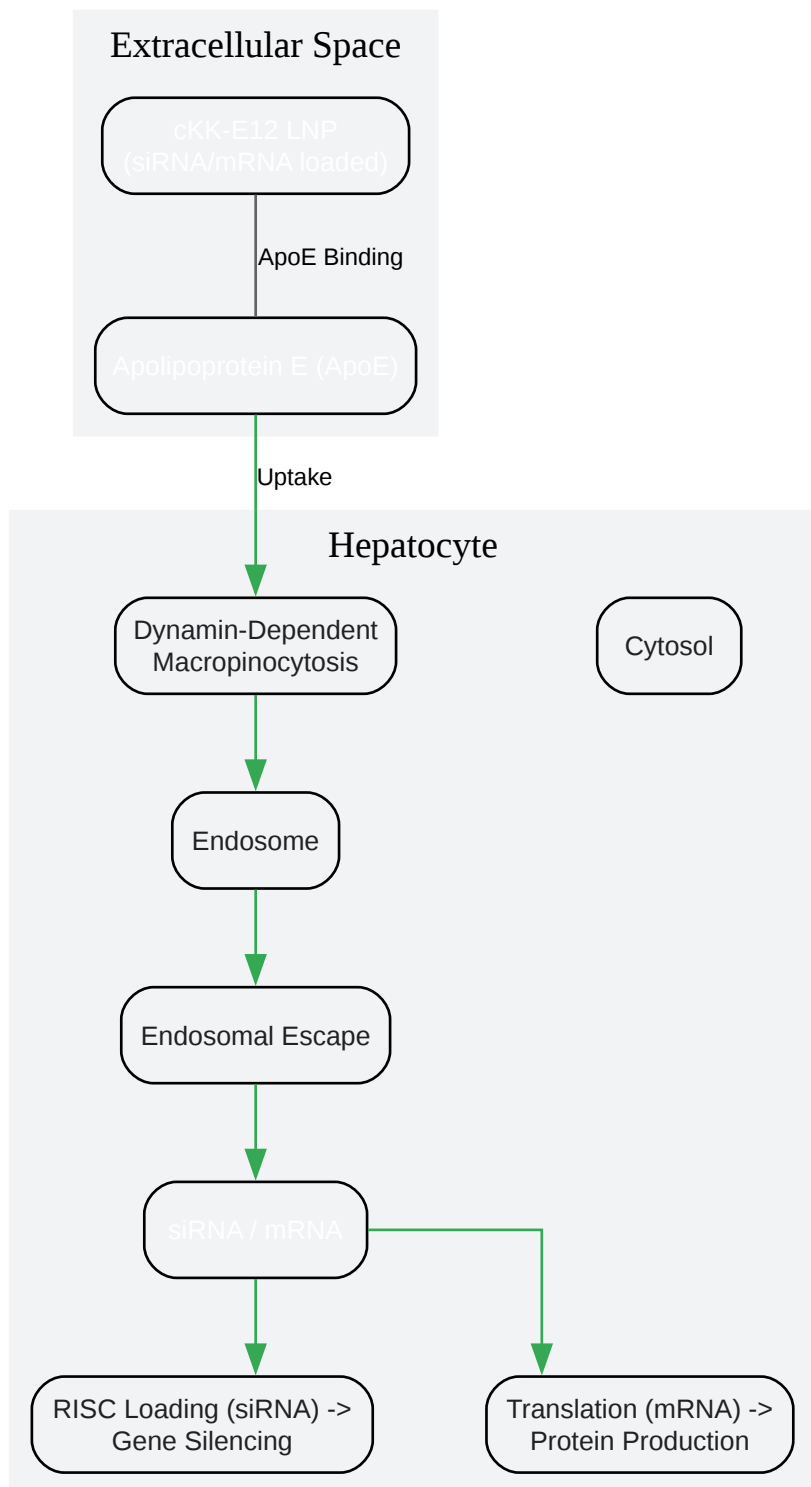 Extracellular Space
cKK-E12 LNP
(siRNA/mRNA loaded)
ApoE Binding
Apolipoprotein E (ApoE)
Uptake
Hepatocyte
Dynamin-Dependent
Macropinocytosis
Cytosol
Endosome
Endosomal Escape
siRNA / mRNA
RISC Loading (siRNA) ->
Gene Silencing
Translation (mRNA) ->
Protein Production